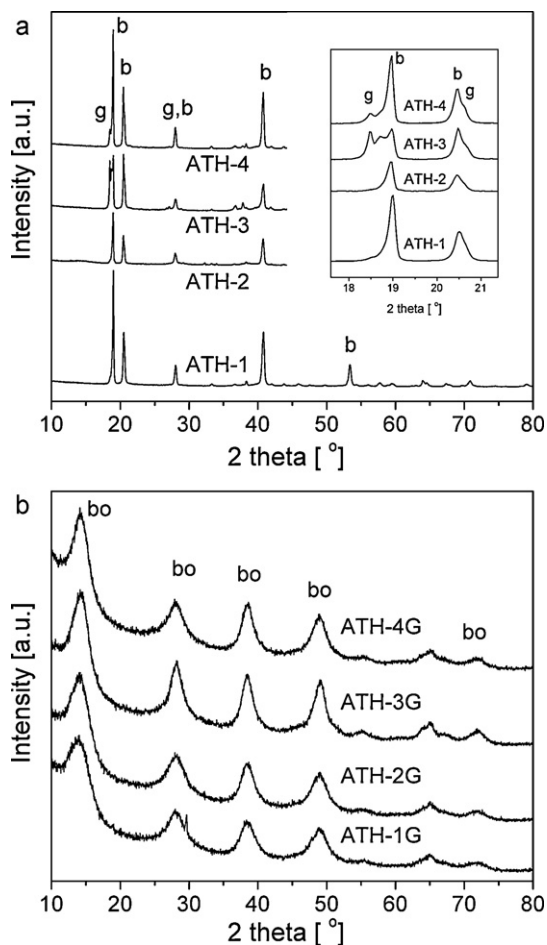 a
b
b
b
g
g,b
ATH-4
ATH-3
ATH-2
ATH-1
b
Intensity [a.u.]
10 20 30 40 50 60 70 80
2 theta [ °]
b
g
b
g
ATH-4
ATH-3
ATH-2
ATH-1
18 19 20 21
2 theta [ °]
b
bo
bo
bo
bo
bo
ATH-4G
ATH-3G
ATH-2G
ATH-1G
Intensity [a.u.]
10 20 30 40 50 60 70 80
2 theta [ °]